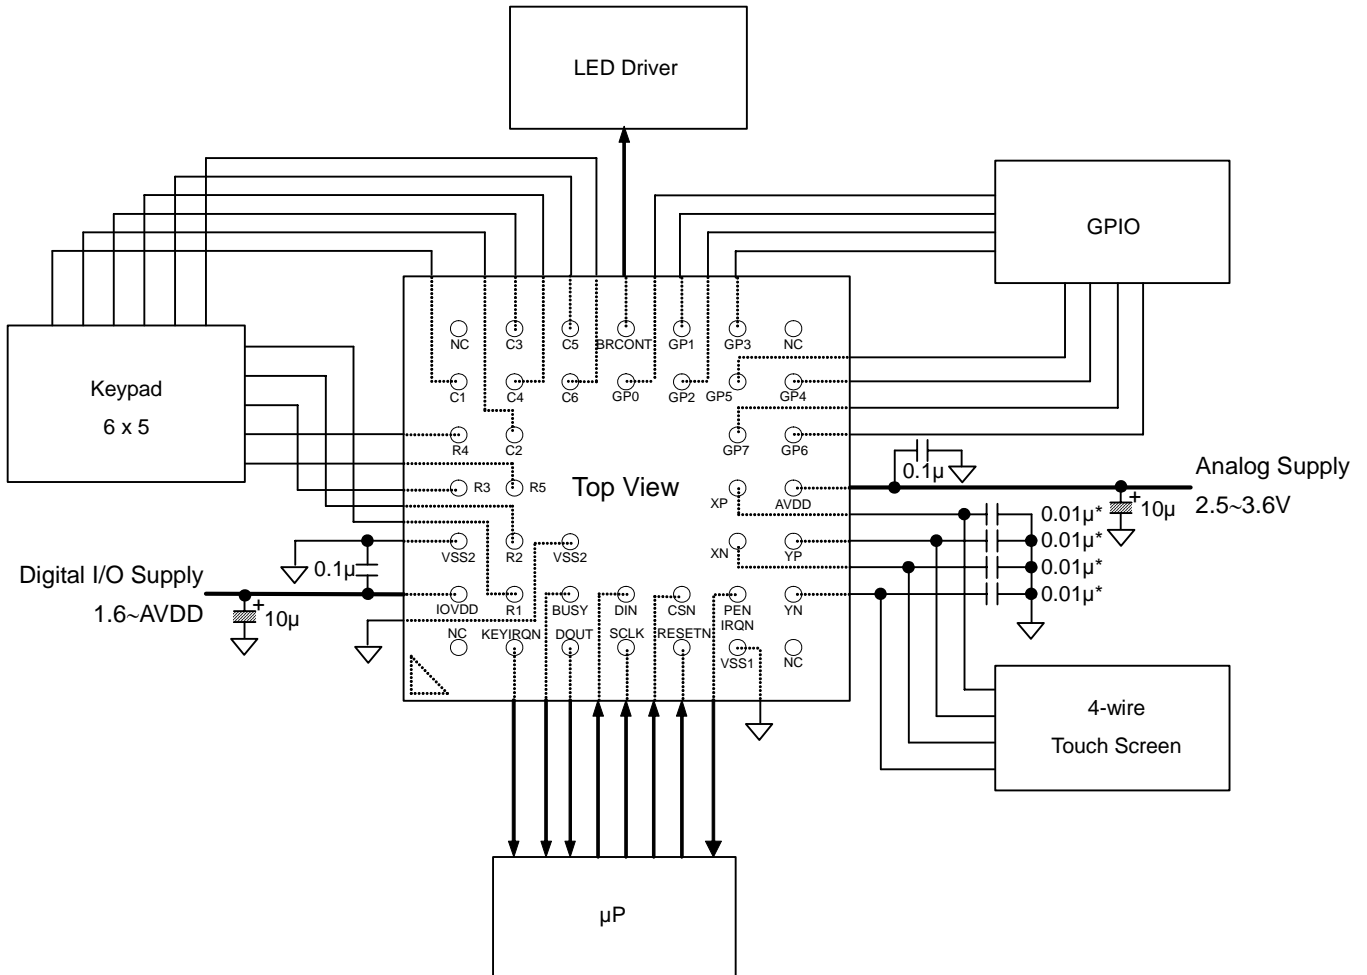 LED Driver
GPIO
Keypad
6 x 5
NC
C3
C5
BRCONT
GP1
GP3
NC
C1
C4
C6
GP0
GP2
GP5
GP4
R4
C2
GP7
GP6
0.1µ
Analog Supply
2.5~3.6V
R3
R5
Top View
XP
AVDD
10µ
0.01µ*
0.01µ*
0.01µ*
0.01µ*
VSS2
R2
VSS2
XN
YP
0.1µ
Digital I/O Supply
1.6~AVDD
10µ
IOVDD
R1
BUSY
DIN
CSN
PEN
IRQN
YN
NC
KEYIRQN
DOUT
SCLK
RESETN
VSS1
NC
4-wire
Touch Screen
µP